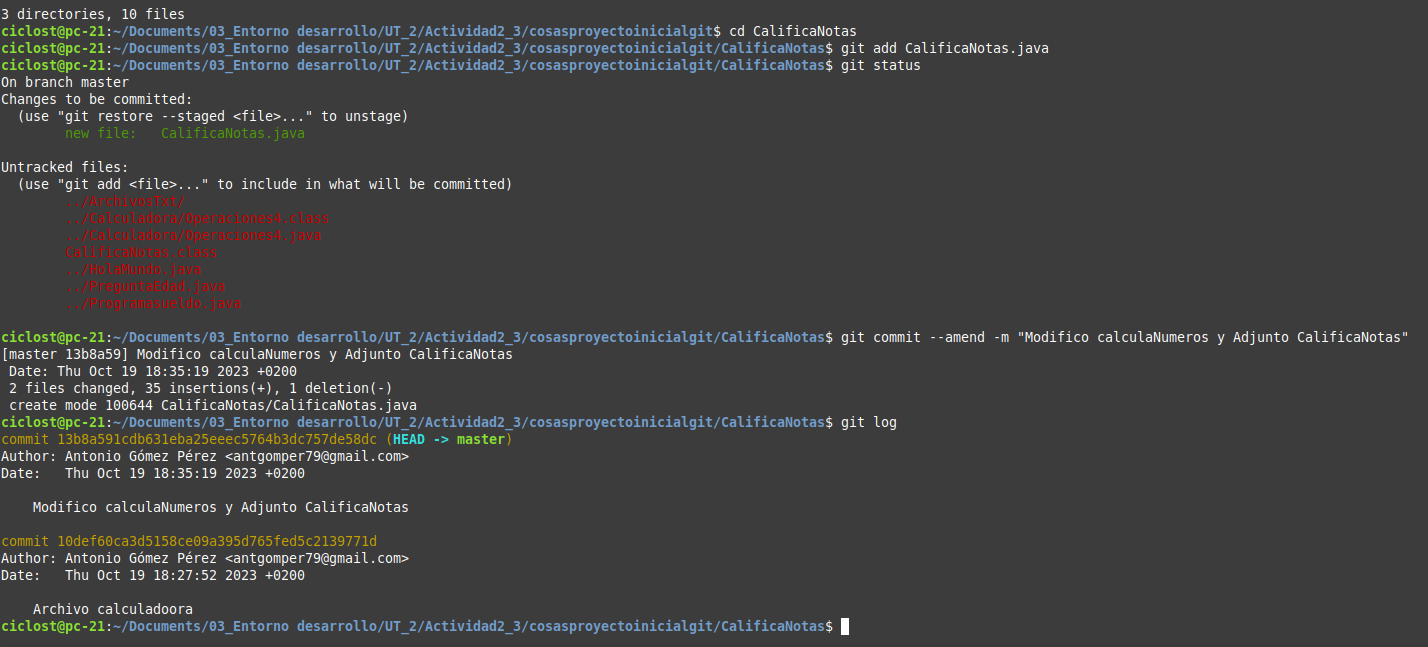 3 directories, 10 files
ciclost@pc-21:~/Documents/03_Entorno desarrollo/UT_2/Actividad2_3/cosasproyectoinicialgit$ cd CalificaNotas
ciclost@pc-21:~/Documents/03_Entorno desarrollo/UT_2/Actividad2_3/cosasproyectoinicialgit/CalificaNotas$ git add CalificaNotas.java
ciclost@pc-21:~/Documents/03_Entorno desarrollo/UT_2/Actividad2_3/cosasproyectoinicialgit/CalificaNotas$ git status
On branch master
Changes to be committed:
  (use "git restore --staged <file>..." to unstage)
        new file:   CalificaNotas.java

Untracked files:
  (use "git add <file>..." to include in what will be committed)
        ../ArchivosTxt/
        ../Calculadora/Operaciones4.class
        ../Calculadora/Operaciones4.java
        CalificaNotas.class
        ../HolaMundo.java
        ../PreguntaEdad.java
        ../Programasueldo.java

ciclost@pc-21:~/Documents/03_Entorno desarrollo/UT_2/Actividad2_3/cosasproyectoinicialgit/CalificaNotas$ git commit --amend -m "Modifico calculaNumeros y Adjunto CalificaNotas"
[master 13b8a59] Modifico calculaNumeros y Adjunto CalificaNotas
 Date: Thu Oct 19 18:35:19 2023 +0200
 2 files changed, 35 insertions(+), 1 deletion(-)
 create mode 100644 CalificaNotas/CalificaNotas.java
ciclost@pc-21:~/Documents/03_Entorno desarrollo/UT_2/Actividad2_3/cosasproyectoinicialgit/CalificaNotas$ git log
commit 13b8a591cdb631eba25eeec5764b3dc757de58dc (HEAD -> master)
Author: Antonio Gómez Pérez <antgomper79@gmail.com>
Date:   Thu Oct 19 18:35:19 2023 +0200

    Modifico calculaNumeros y Adjunto CalificaNotas

commit 10def60ca3d5158ce09a395d765fed5c2139771d
Author: Antonio Gómez Pérez <antgomper79@gmail.com>
Date:   Thu Oct 19 18:27:52 2023 +0200

    Archivo calculadoora
ciclost@pc-21:~/Documents/03_Entorno desarrollo/UT_2/Actividad2_3/cosasproyectoinicialgit/CalificaNotas$